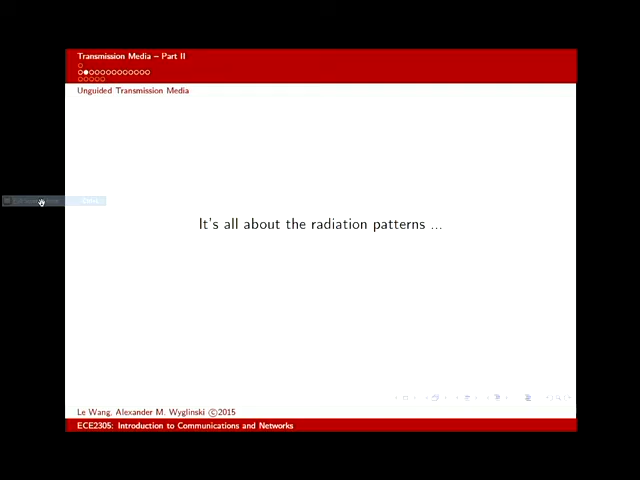 Transmission Media – Part II
Unguided Transmission Media
It's all about the radiation patterns ...
Le Wang, Alexander M. Wyglinski ©2015
ECE2305: Introduction to Communications and Networks